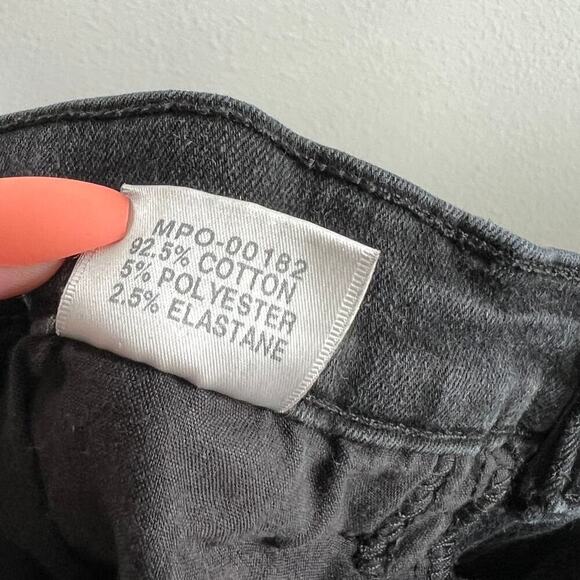 MPO-00182
92.5% COTTON
5% POLYESTER
2.5% ELASTANE